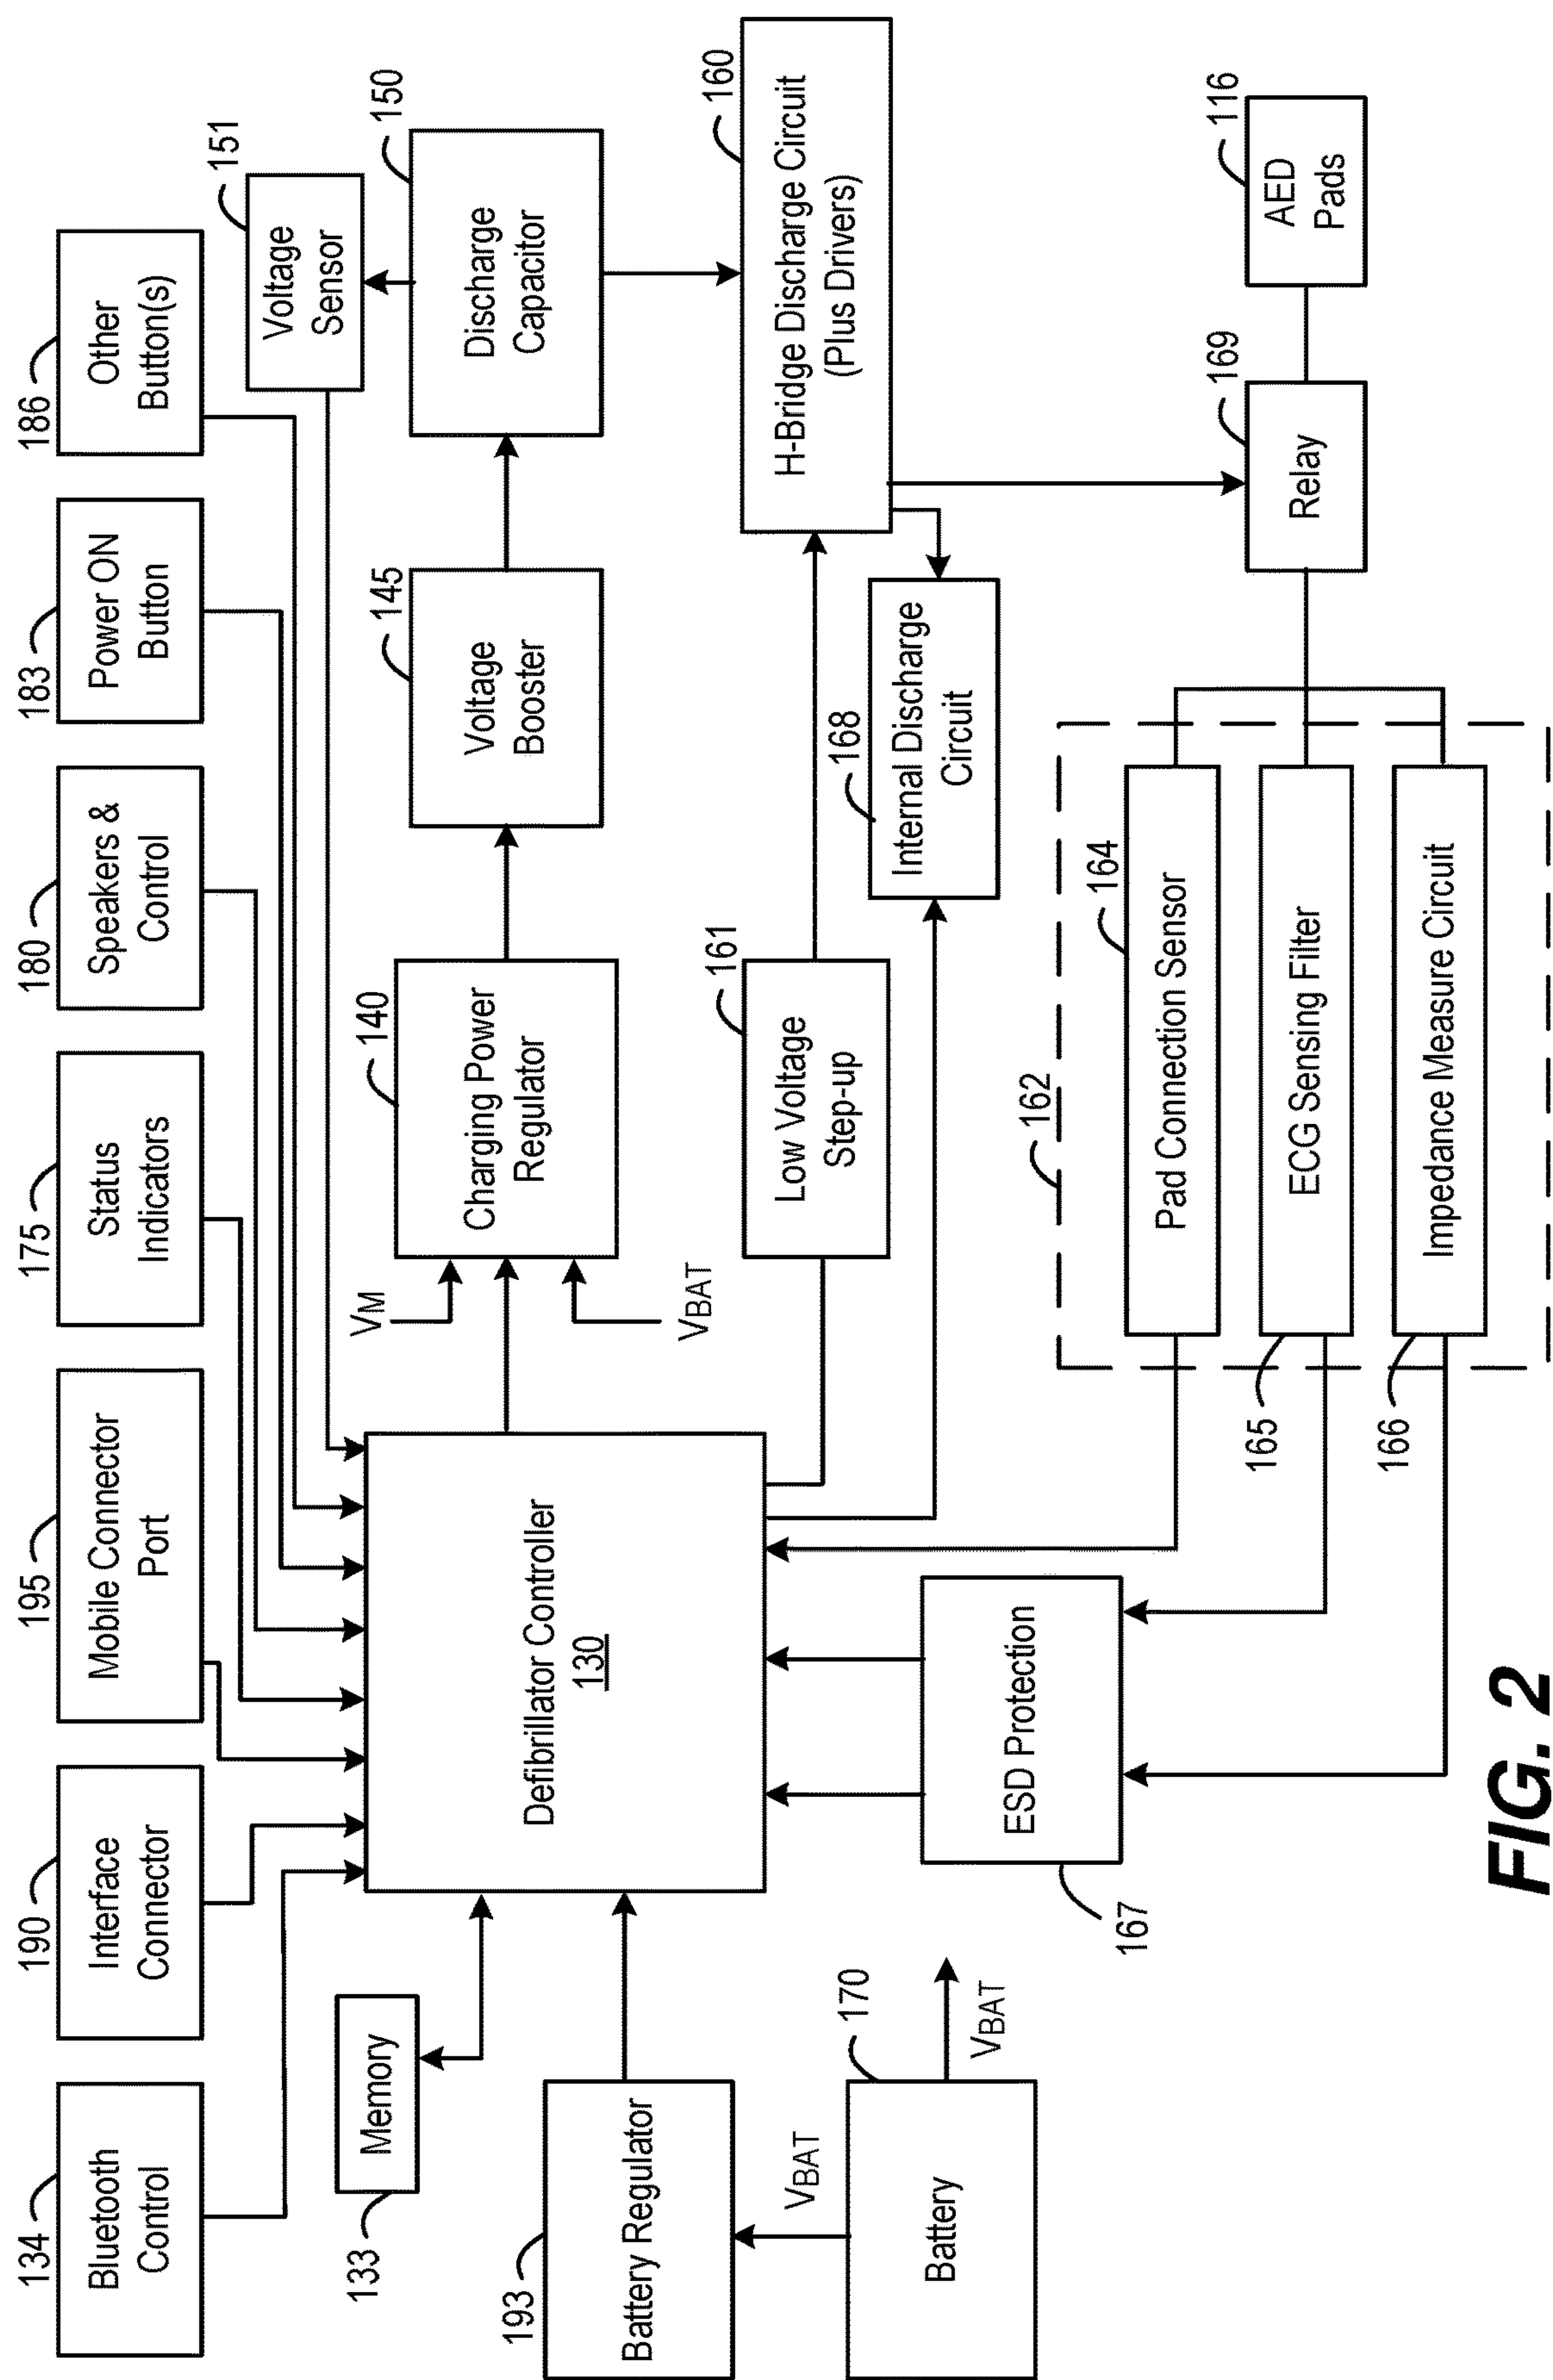 134
Bluetooth
Control
190
Interface
Connector
195
Mobile Connector
Port
175
Status
Indicators
180
Speakers &
Control
183
Power ON
Button
186
Other
Button(s)
151
Voltage
Sensor
133
Memory
193
Battery Regulator
VBAT
170
Battery
VBAT
Defibrillator Controller
130
VM
VBAT
140
Charging Power
Regulator
145
Voltage
Booster
150
Discharge
Capacitor
161
Low Voltage
Step-up
160
H-Bridge Discharge Circuit
(Plus Drivers)
168
Internal Discharge
Circuit
167
ESD Protection
162
164
Pad Connection Sensor
165
ECG Sensing Filter
166
Impedance Measure Circuit
169
Relay
116
AED
Pads
FIG. 2